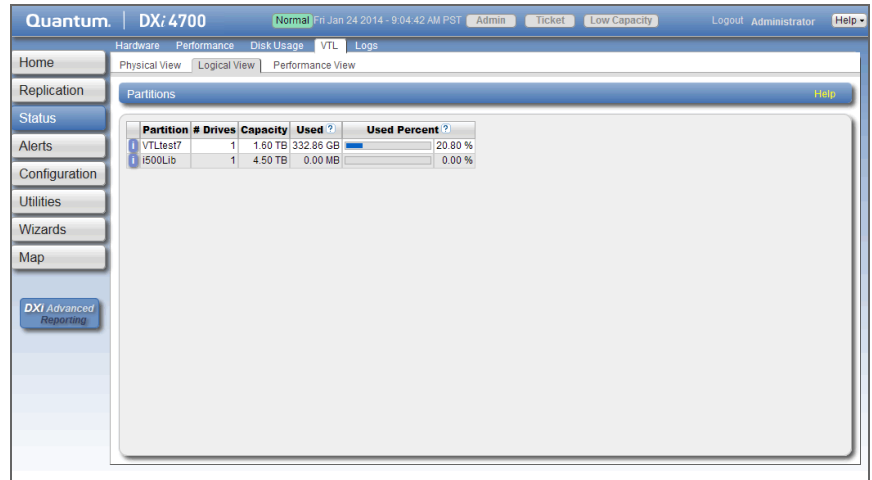 Quantum. DXi 4700 Normal Fri Jan 24 2014 - 9:04:42 AM PST Admin Ticket Low Capacity Logout Administrator Help
Hardware Performance Disk Usage VTL Logs
Physical View Logical View Performance View
Home
Replication
Status
Alerts
Configuration
Utilities
Wizards
Map
DXi Advanced
Reporting
Partitions Help
Partition # Drives Capacity Used ? Used Percent ?
i VTLtest7 1 1.60 TB 332.86 GB 20.80 %
i i500Lib 1 4.50 TB 0.00 MB 0.00 %